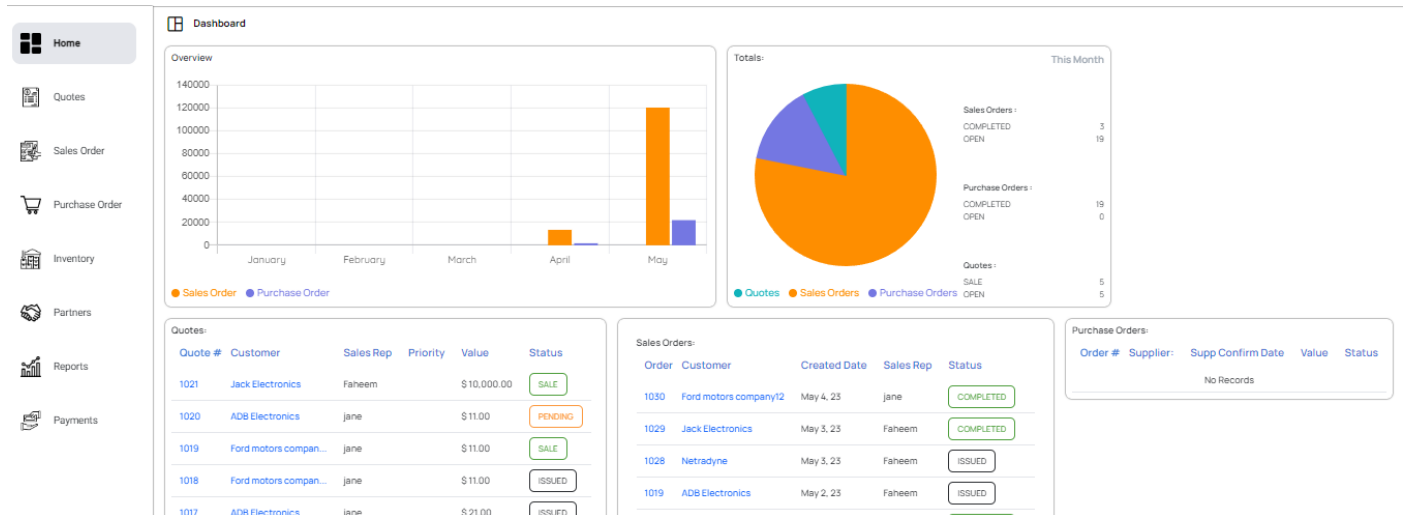 Home
Quotes
Sales Order
Purchase Order
Inventory
Partners
Reports
Payments
Dashboard
Overview
140000
120000
100000
80000
60000
40000
20000
0
January February March April May
Sales Order Purchase Order
Totals:
This Month
Sales Orders :
COMPLETED 3
OPEN 19
Purchase Orders :
COMPLETED 19
OPEN 0
Quotes :
SALE 5
OPEN 5
Quotes Sales Orders Purchase Orders
Quotes:
Quote # Customer Sales Rep Priority Value Status
1021 Jack Electronics Faheem $10,000.00 SALE
1020 ADB Electronics jane $11.00 PENDING
1019 Ford motors compan... jane $11.00 SALE
1018 Ford motors compan... jane $11.00 ISSUED
1017 ADB Electronics jane $21.00 ISSUED
Sales Orders:
Order Customer Created Date Sales Rep Status
1030 Ford motors company12 May 4, 23 jane COMPLETED
1029 Jack Electronics May 3, 23 Faheem COMPLETED
1028 Netradyne May 3, 23 Faheem ISSUED
1019 ADB Electronics May 2, 23 Faheem ISSUED
Purchase Orders:
Order # Supplier: Supp Confirm Date Value Status
No Records